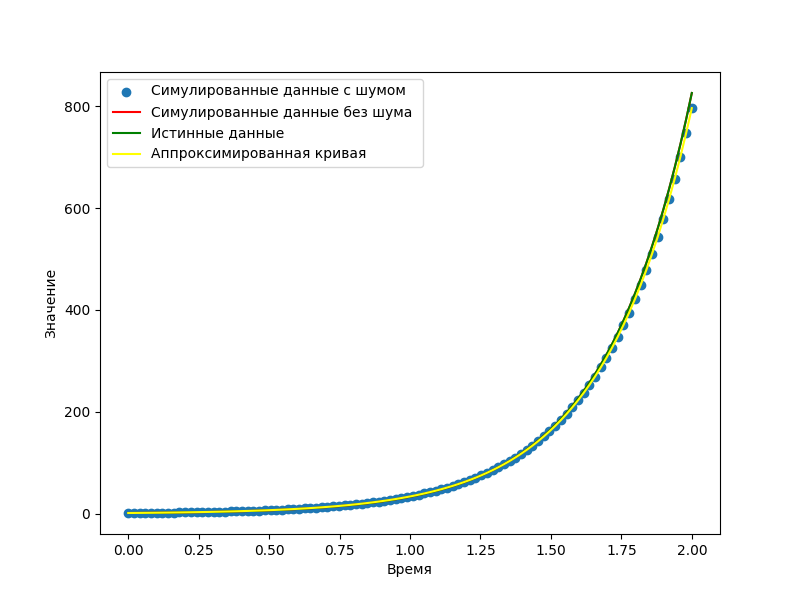 Симулированные данные с шумом
Симулированные данные без шума
Истинные данные
Аппроксимированная кривая
800
600
400
200
0
Значение
0.00 0.25 0.50 0.75 1.00 1.25 1.50 1.75 2.00
Время